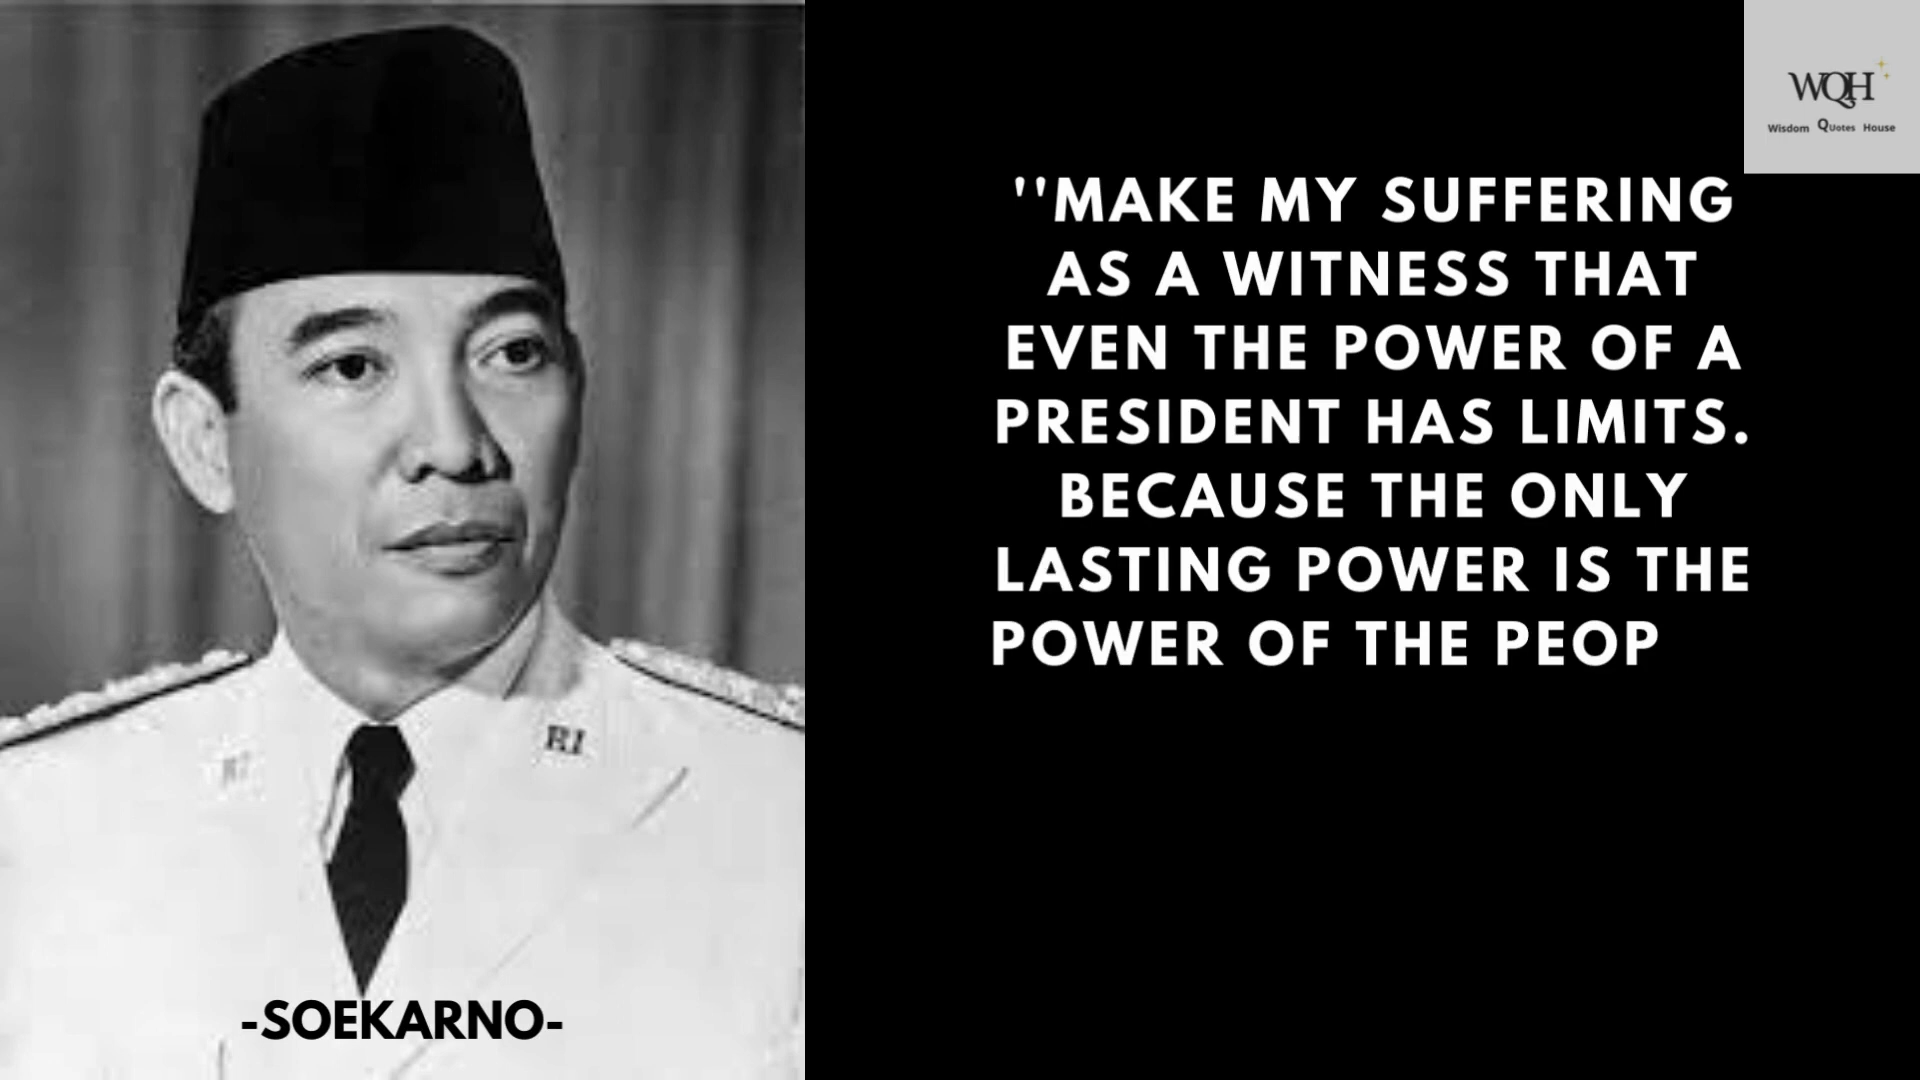 WQH
Wisdom Quotes House
''MAKE MY SUFFERING
AS A WITNESS THAT
EVEN THE POWER OF A
PRESIDENT HAS LIMITS.
BECAUSE THE ONLY
LASTING POWER IS THE
POWER OF THE PEOP
RI
-SOEKARNO-